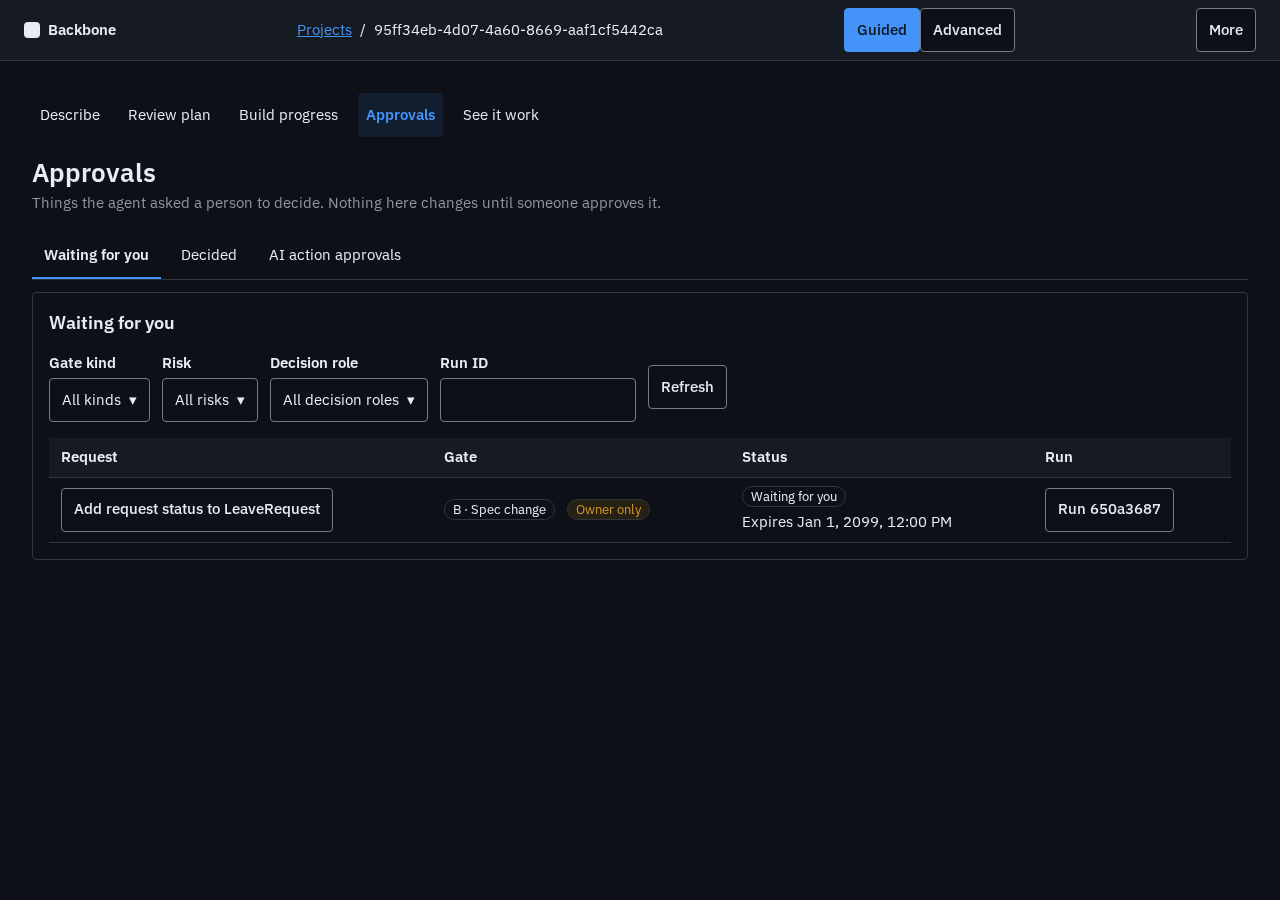 Backbone
Projects / 95ff34eb-4d07-4a60-8669-aaf1cf5442ca
Guided
Advanced
More
Describe
Review plan
Build progress
Approvals
See it work
Approvals
Things the agent asked a person to decide. Nothing here changes until someone approves it.
Waiting for you
Decided
AI action approvals
Waiting for you
Gate kind
Risk
Decision role
Run ID
All kinds ▾
All risks ▾
All decision roles ▾
Refresh
Request
Gate
Status
Run
Add request status to LeaveRequest
B · Spec change
Owner only
Waiting for you
Expires Jan 1, 2099, 12:00 PM
Run 650a3687